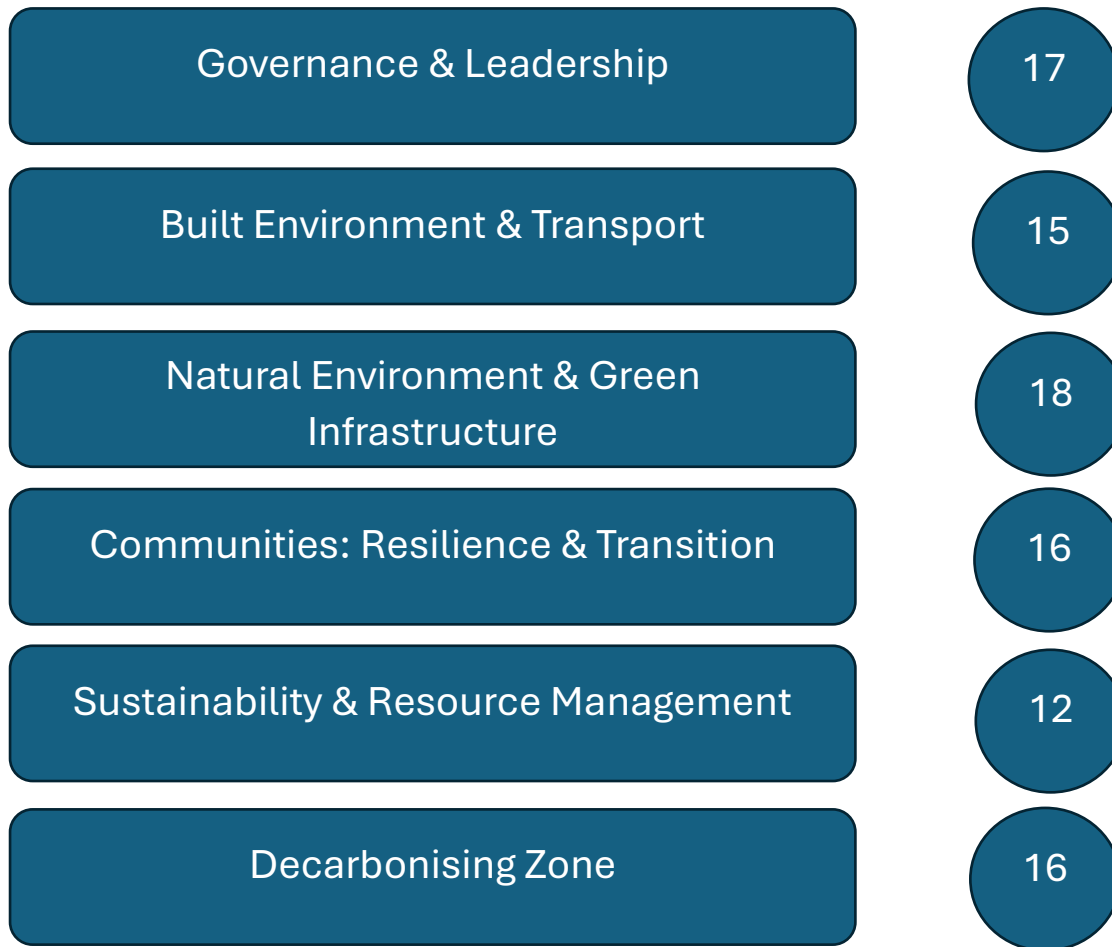 Governance & Leadership
17
Built Environment & Transport
15
Natural Environment & Green
Infrastructure
18
Communities: Resilience & Transition
16
Sustainability & Resource Management
12
Decarbonising Zone
16